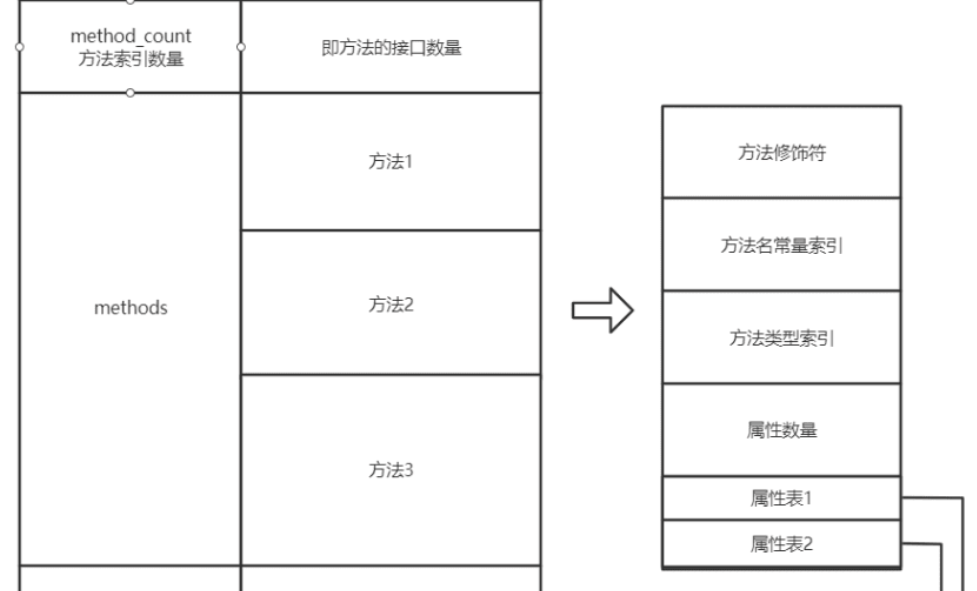 method_count
方法索引数量
即方法的接口数量
methods
方法1
方法2
方法3
方法修饰符
方法名常量索引
方法类型索引
属性数量
属性表1
属性表2